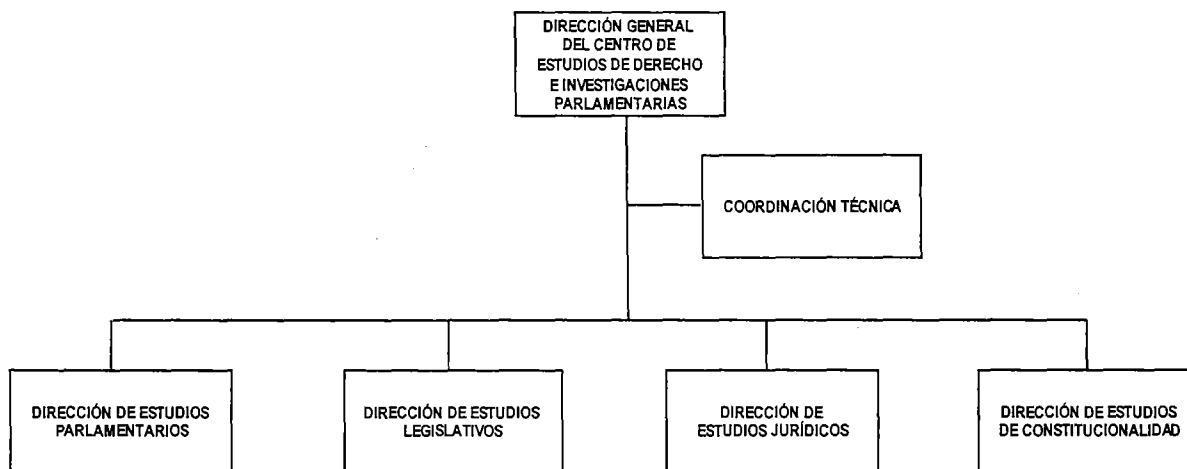 DIRECCIÓN GENERAL
DEL CENTRO DE
ESTUDIOS DE DERECHO
E INVESTIGACIONES
PARLAMENTARIAS
COORDINACIÓN TÉCNICA
DIRECCIÓN DE ESTUDIOS
PARLAMENTARIOS
DIRECCIÓN DE ESTUDIOS
LEGISLATIVOS
DIRECCIÓN DE
ESTUDIOS JURÍDICOS
DIRECCIÓN DE ESTUDIOS
DE CONSTITUCIONALIDAD